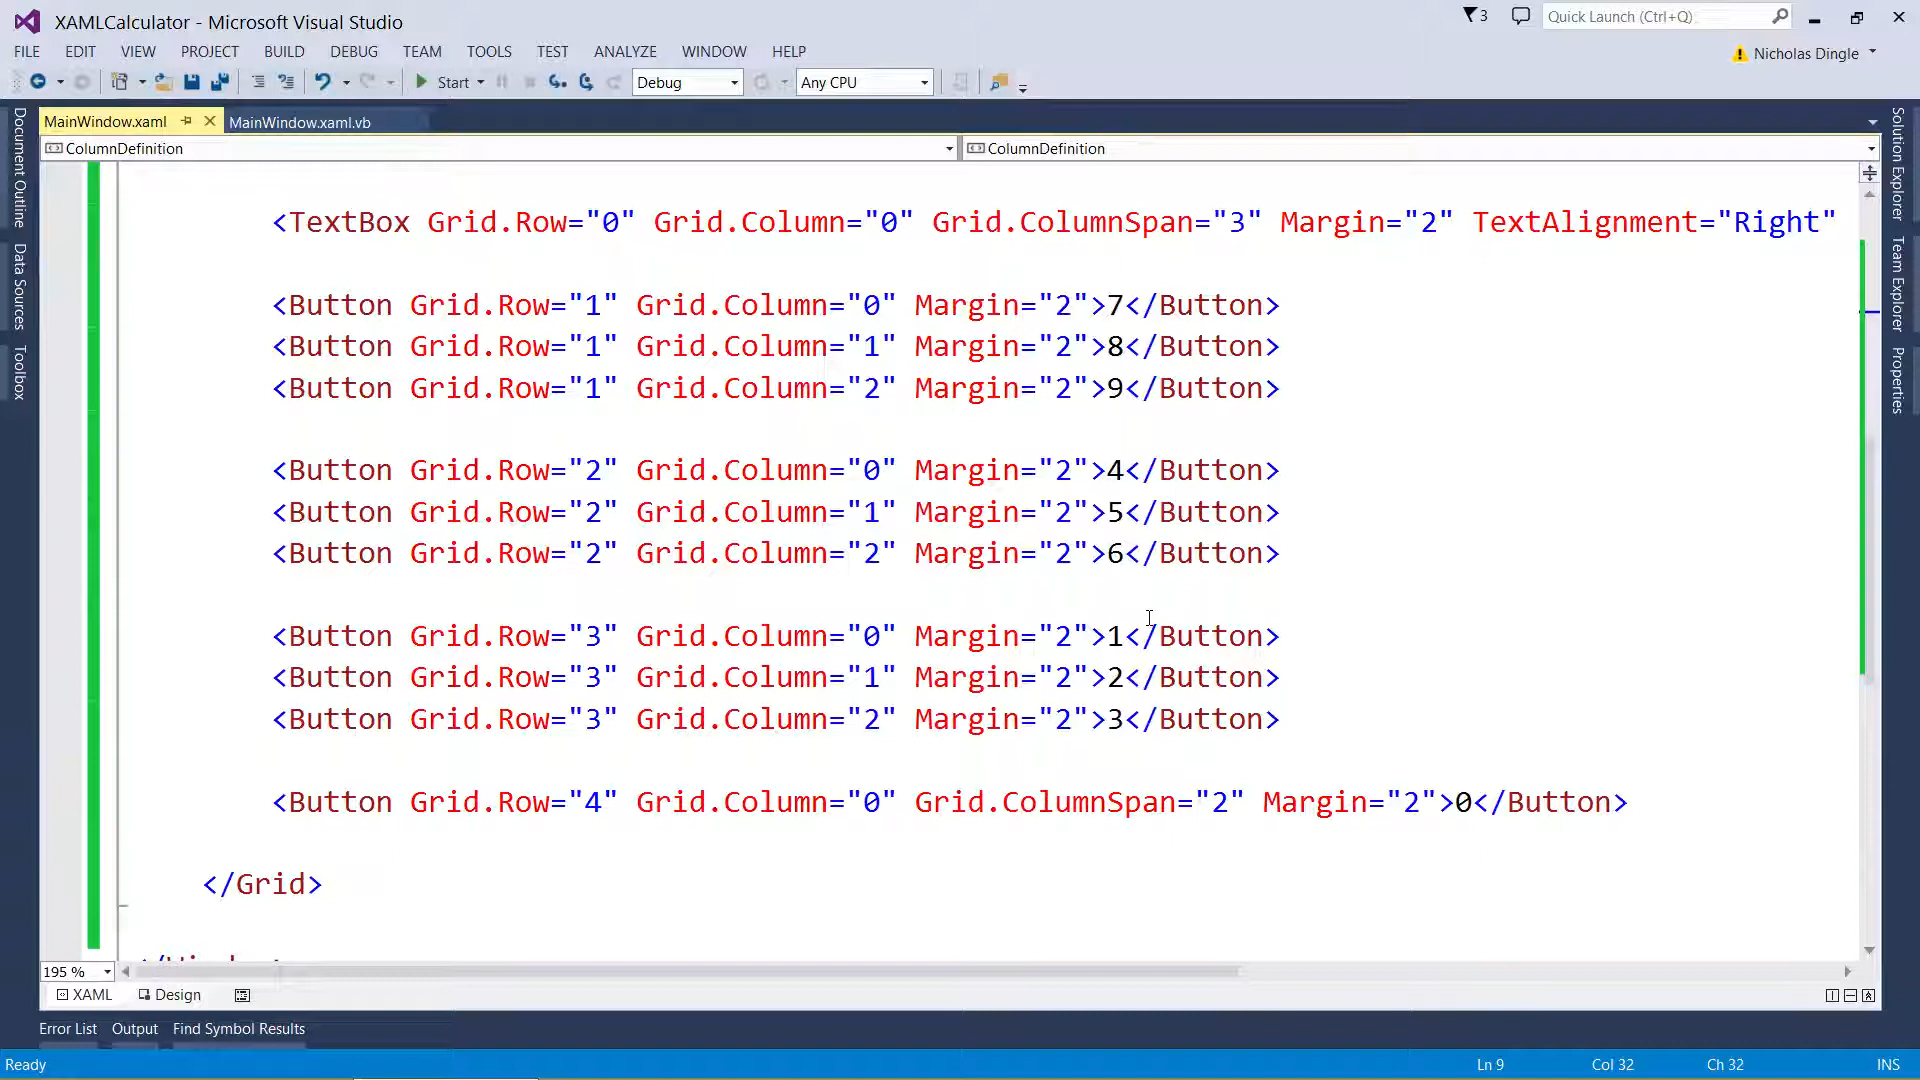 XAMLCalculator - Microsoft Visual Studio
3
Quick Launch (Ctrl+Q)
FILE EDIT VIEW PROJECT BUILD DEBUG TEAM TOOLS TEST ANALYZE WINDOW HELP
Nicholas Dingle
Start Debug Any CPU
MainWindow.xaml MainWindow.xaml.vb
ColumnDefinition ColumnDefinition
Document Outline
Data Sources
Toolbox
Solution Explorer
Team Explorer
Properties
<TextBox Grid.Row="0" Grid.Column="0" Grid.ColumnSpan="3" Margin="2" TextAlignment="Right"
<Button Grid.Row="1" Grid.Column="0" Margin="2">7</Button>
<Button Grid.Row="1" Grid.Column="1" Margin="2">8</Button>
<Button Grid.Row="1" Grid.Column="2" Margin="2">9</Button>
<Button Grid.Row="2" Grid.Column="0" Margin="2">4</Button>
<Button Grid.Row="2" Grid.Column="1" Margin="2">5</Button>
<Button Grid.Row="2" Grid.Column="2" Margin="2">6</Button>
<Button Grid.Row="3" Grid.Column="0" Margin="2">1</Button>
<Button Grid.Row="3" Grid.Column="1" Margin="2">2</Button>
<Button Grid.Row="3" Grid.Column="2" Margin="2">3</Button>
<Button Grid.Row="4" Grid.Column="0" Grid.ColumnSpan="2" Margin="2">0</Button>
</Grid>
195 %
XAML Design
Error List Output Find Symbol Results
Ready Ln 9 Col 32 Ch 32 INS